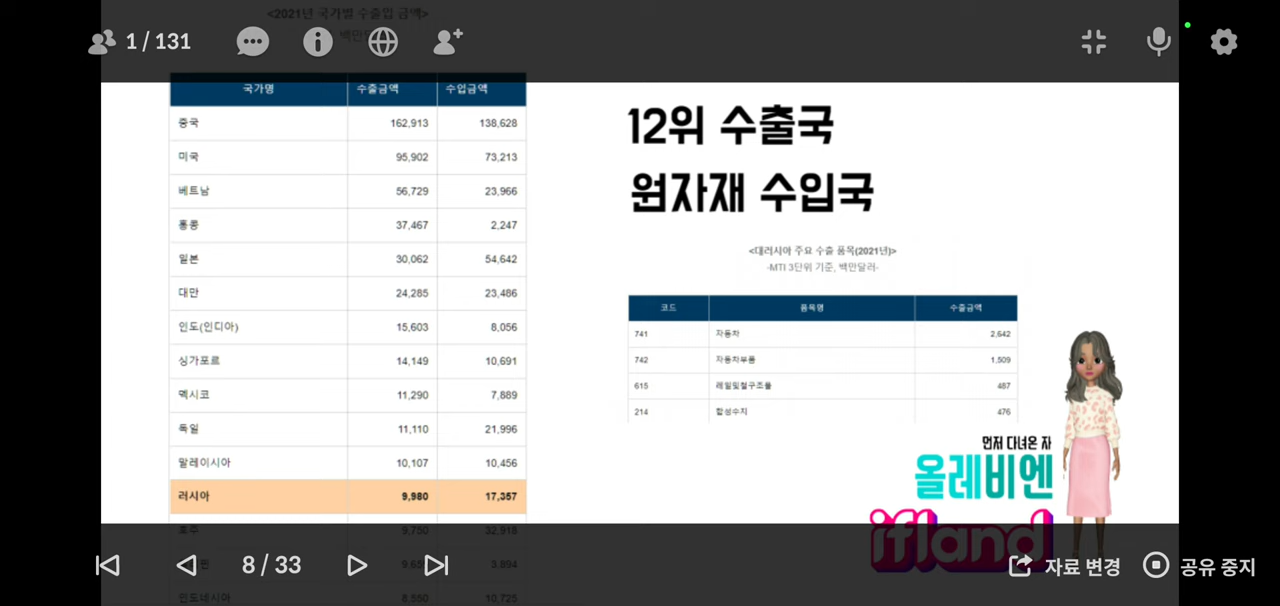 <2021년 국가별 수출입 금액>
1 / 131
국가명 수출금액 수입금액
중국 162,913 138,628
미국 95,902 73,213
베트남 56,729 23,966
홍콩 37,467 2,247
일본 30,062 54,642
대만 24,285 23,486
인도(인디아) 15,603 8,056
싱가포르 14,149 10,691
멕시코 11,290 7,889
독일 11,110 21,996
말레이시아 10,107 10,456
러시아 9,980 17,357
호주 9,750 32,918
3,894
인도네시아 8,550 10,725
12위 수출국
원자재 수입국
<대러시아 주요 수출 품목(2021년)>
-MTI 3단위 기준, 백만달러-
코드 품목명 수출금액
741 자동차 2,642
742 자동차부품 1,509
615 레일및철구조물 487
214 합성수지 476
먼저 다녀온 자
올레비엔
ifland
8 / 33
자료 변경
공유 중지